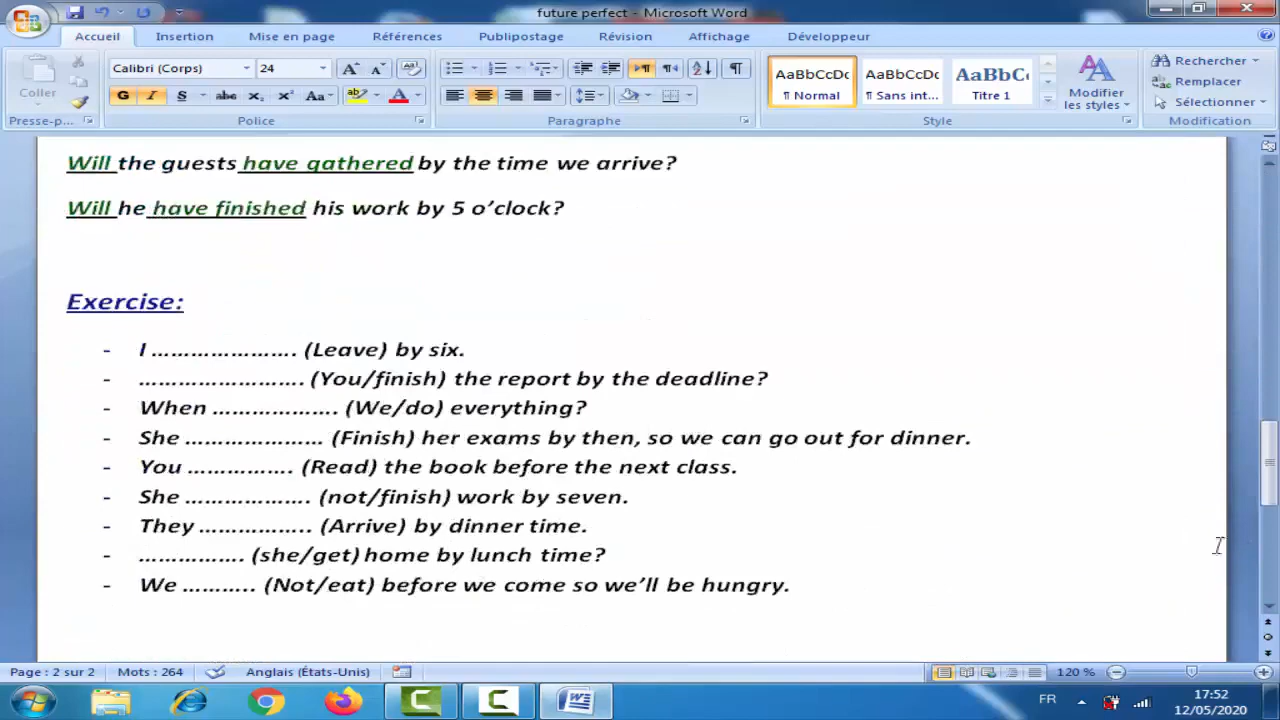 future perfect - Microsoft Word
Accueil Insertion Mise en page Références Publipostage Révision Affichage Développeur
Coller
Calibri (Corps) 24
G I S abc x₂ x² Aa
AaBbCcDc AaBbCcDc AaBbCc
¶ Normal ¶ Sans int... Titre 1
Modifier les styles
Rechercher
Remplacer
Sélectionner
Presse-p... Police Paragraphe Style Modification
Will the guests have gathered by the time we arrive?
Will he have finished his work by 5 o’clock?
Exercise:
- I …………………. (Leave) by six.
- ……………………. (You/finish) the report by the deadline?
- When ………………. (We/do) everything?
- She ………………… (Finish) her exams by then, so we can go out for dinner.
- You ……………. (Read) the book before the next class.
- She ………………. (not/finish) work by seven.
- They …………….. (Arrive) by dinner time.
- ……………. (she/get) home by lunch time?
- We ……….. (Not/eat) before we come so we’ll be hungry.
Page : 2 sur 2 Mots : 264 Anglais (États-Unis) 120 %
FR 17:52
12/05/2020